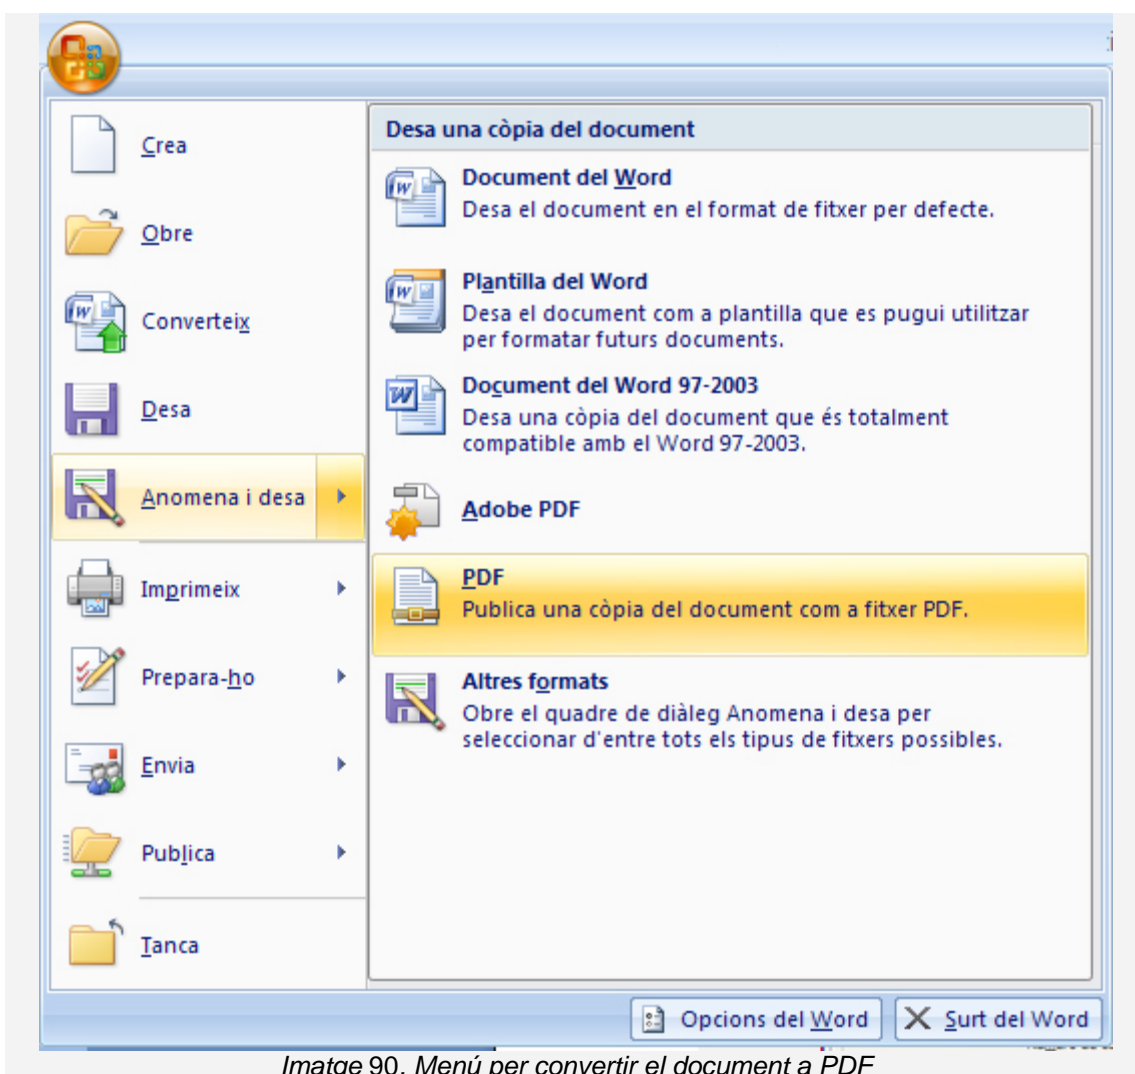 Crea
Obre
Converteix
Desa
Anomena i desa
Imprimeix
Prepara-ho
Envia
Publica
Tanca
Desa una còpia del document
Document del Word
Desa el document en el format de fitxer per defecte.
Plantilla del Word
Desa el document com a plantilla que es pugui utilitzar
per formatar futurs documents.
Document del Word 97-2003
Desa una còpia del document que és totalment
compatible amb el Word 97-2003.
Adobe PDF
PDF
Publica una còpia del document com a fitxer PDF.
Altres formats
Obre el quadre de diàleg Anomena i desa per
seleccionar d'entre tots els tipus de fitxers possibles.
Opcions del Word
Surt del Word
Imatge 90. Menú per convertir el document a PDF